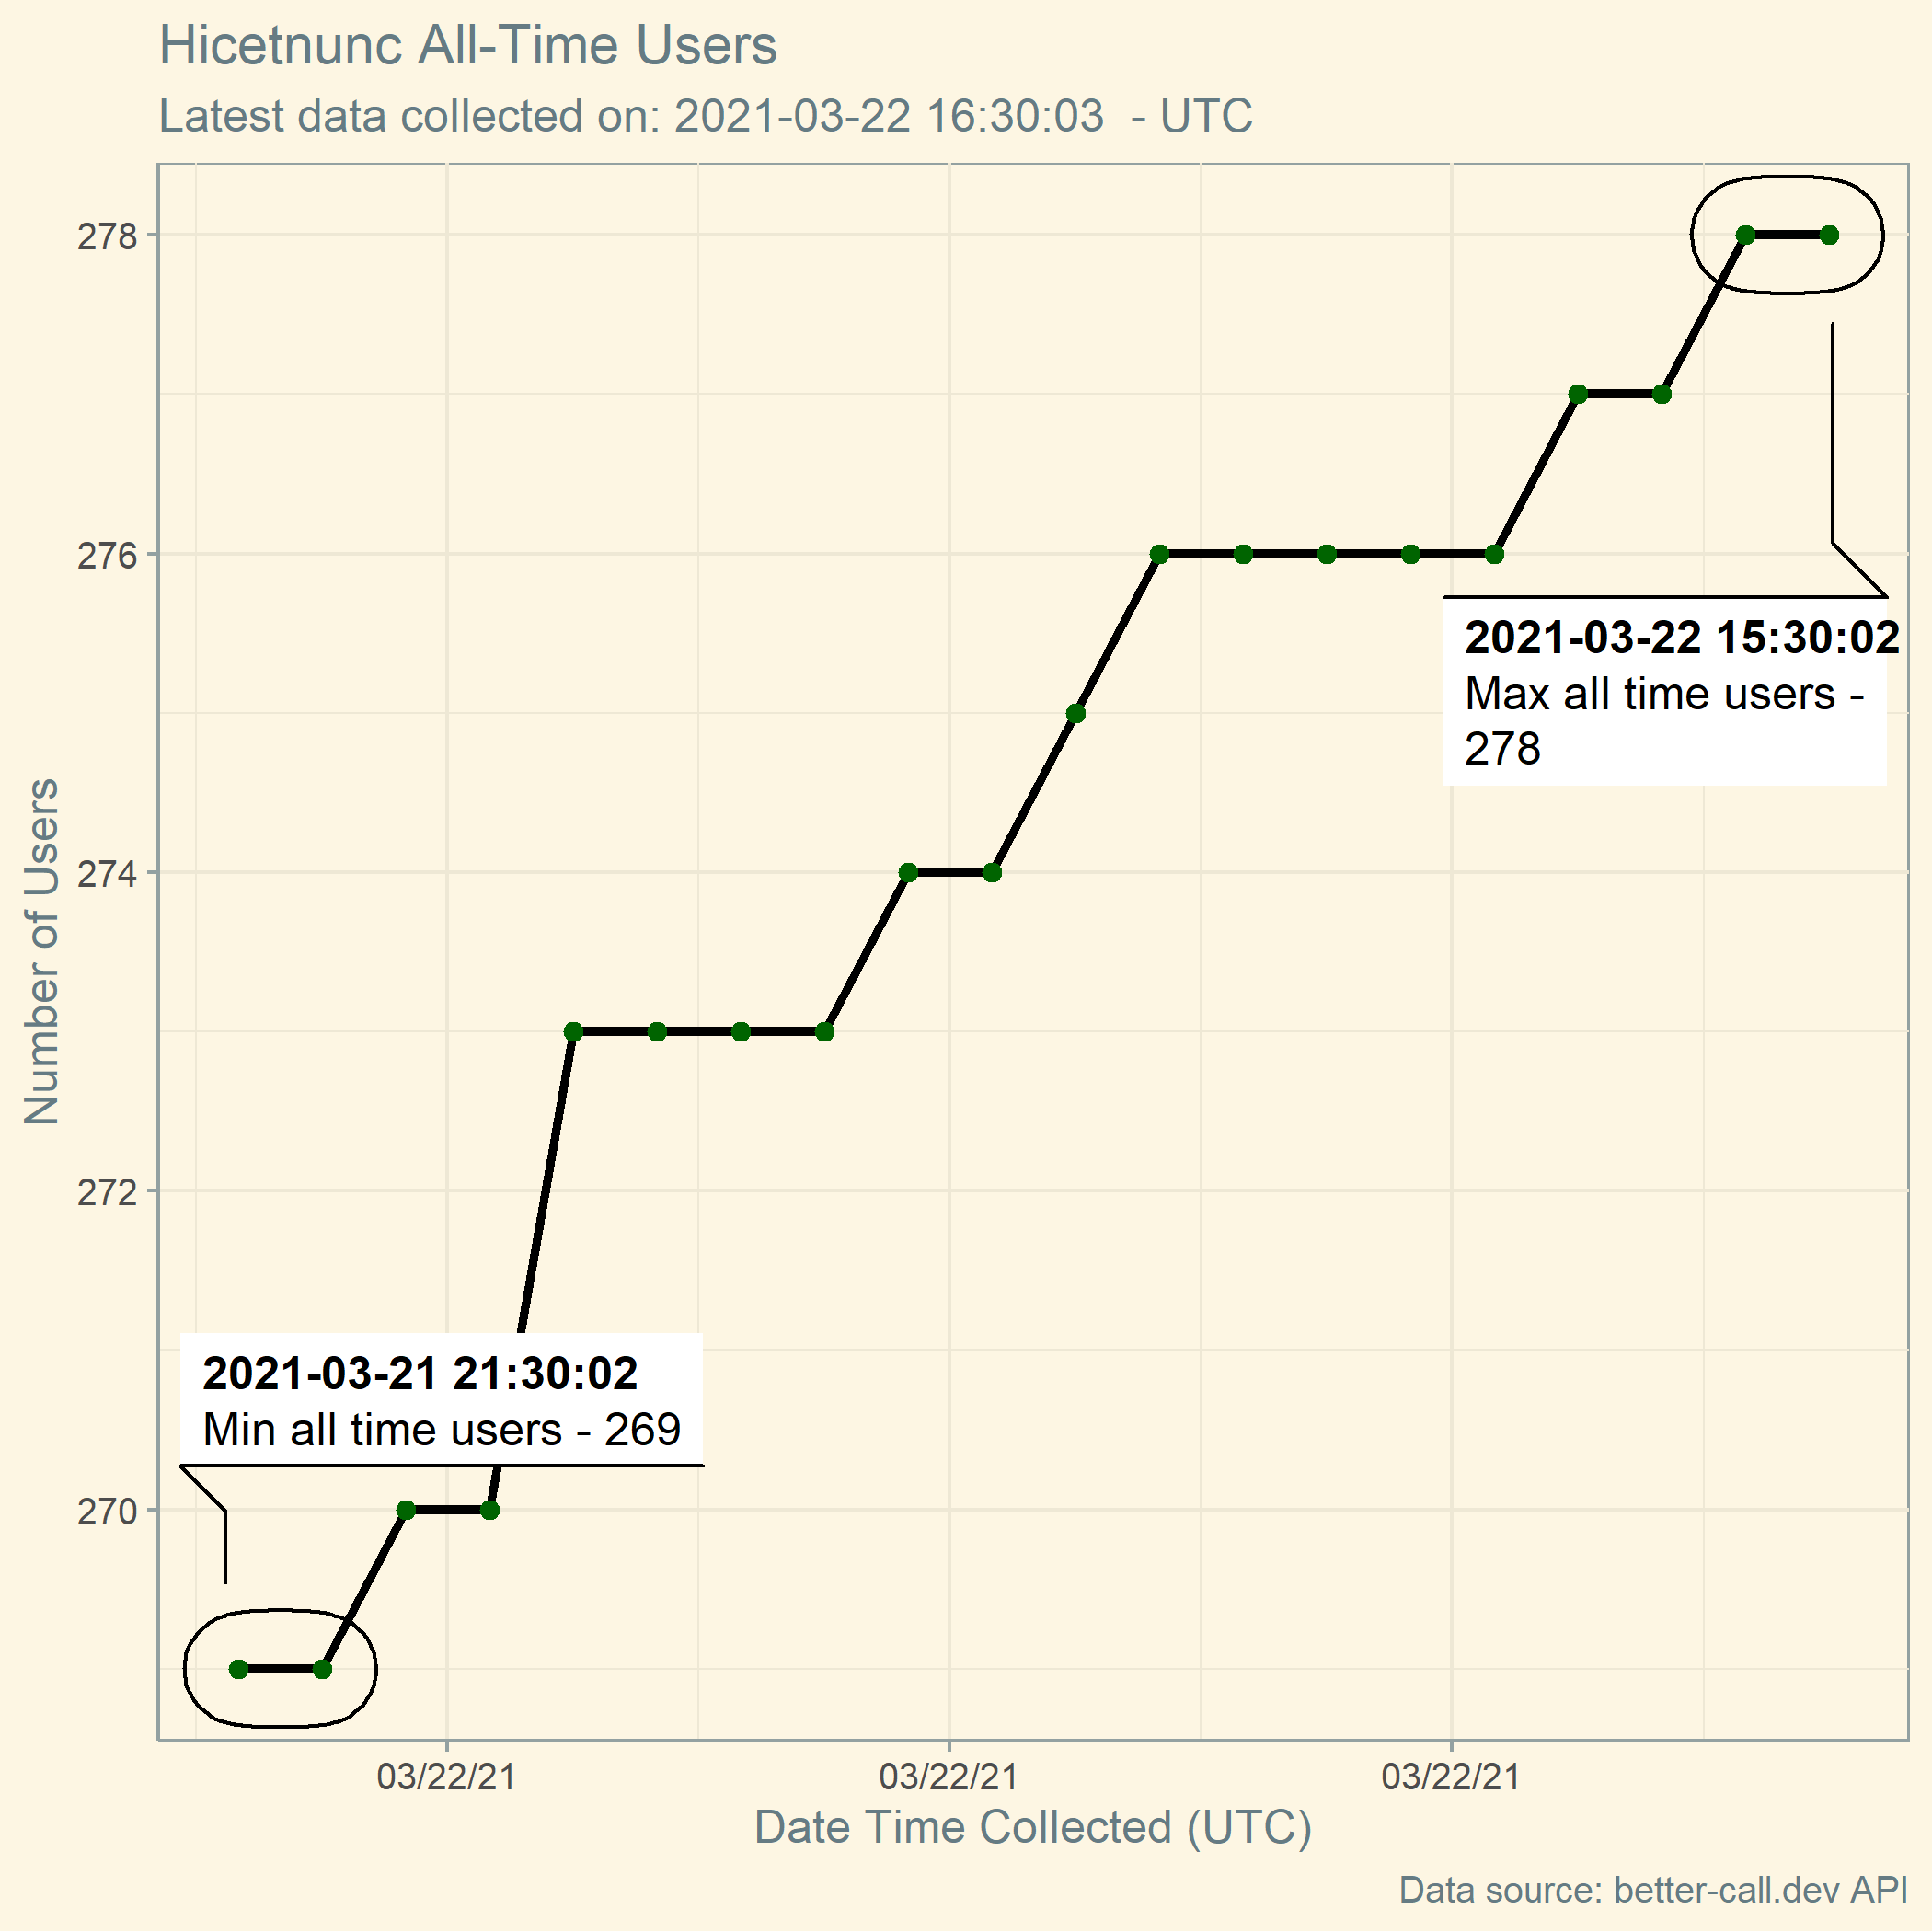 Hicetnunc All-Time Users
Latest data collected on: 2021-03-22 16:30:03  - UTC
278
276
274
272
270
Number of Users
2021-03-22 15:30:02
Max all time users -
278
2021-03-21 21:30:02
Min all time users - 269
03/22/21
03/22/21
03/22/21
Date Time Collected (UTC)
Data source: better-call.dev API